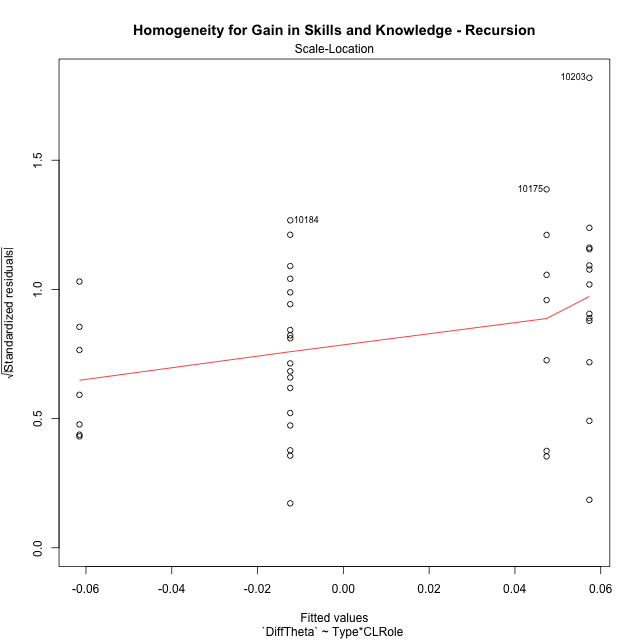 Homogeneity for Gain in Skills and Knowledge - Recursion
Scale-Location
10203
1.5
10175
10184
1.0
√|Standardized residuals|
0.5
0.0
-0.06 -0.04 -0.02 0.00 0.02 0.04 0.06
Fitted values
`DiffTheta` ~ Type*CLRole